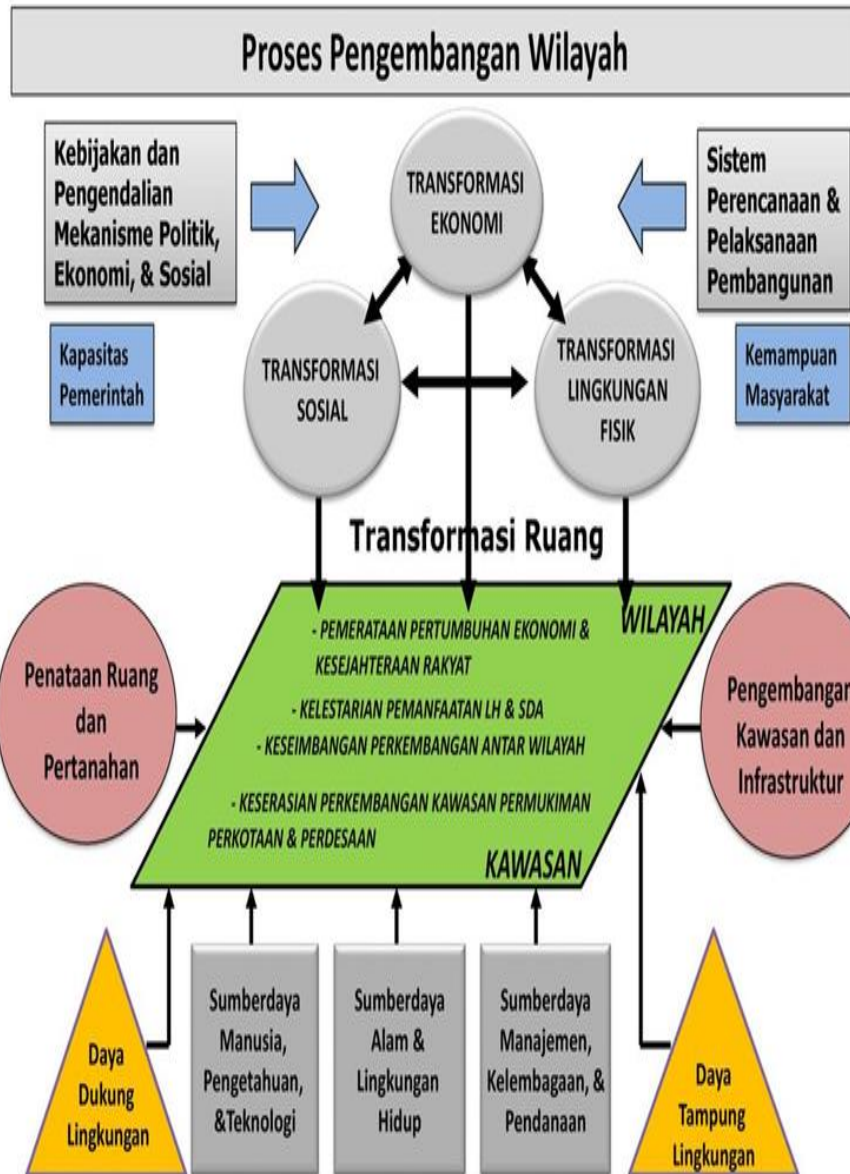 Proses Pengembangan Wilayah
Kebijakan dan
Pengendalian
Mekanisme Politik,
Ekonomi, & Sosial
TRANSFORMASI
EKONOMI
Sistem
Perencanaan &
Pelaksanaan
Pembangunan
Kapasitas
Pemerintah
TRANSFORMASI
SOSIAL
TRANSFORMASI
LINGKUNGAN
FISIK
Kemampuan
Masyarakat
Transformasi Ruang
WILAYAH
- PEMERATAAN PERTUMBUHAN EKONOMI &
KESEJAHTERAAN RAKYAT
- KELESTARIAN PEMANFAATAN LH & SDA
- KESEIMBANGAN PERKEMBANGAN ANTAR WILAYAH
- KESERASIAN PERKEMBANGAN KAWASAN PERMUKIMAN
PERKOTAAN & PERDESAAN
KAWASAN
Penataan Ruang
dan
Pertanahan
Pengembangan
Kawasan dan
Infrastruktur
Daya
Dukung
Lingkungan
Sumberdaya
Manusia,
Pengetahuan,
&Teknologi
Sumberdaya
Alam &
Lingkungan
Hidup
Sumberdaya
Manajemen,
Kelembagaan, &
Pendanaan
Daya
Tampung
Lingkungan